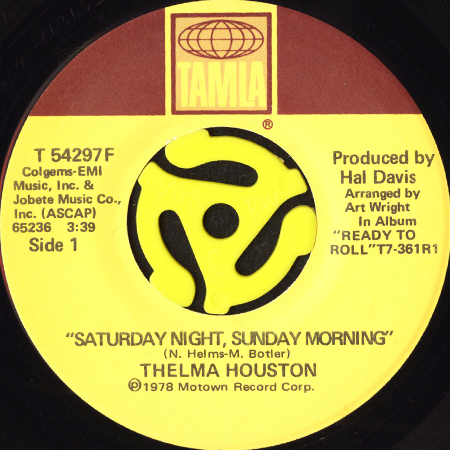 TAMLA
®
T 54297F
Colgems-EMI
Music, Inc. &
Jobete Music Co.,
Inc. (ASCAP)
65236 3:39
Side 1
Produced by
Hal Davis
Arranged by
Art Wright
In Album
"READY TO
ROLL"T7-361R1
"SATURDAY NIGHT, SUNDAY MORNING"
(N. Helms-M. Botler)
THELMA HOUSTON
℗1978 Motown Record Corp.